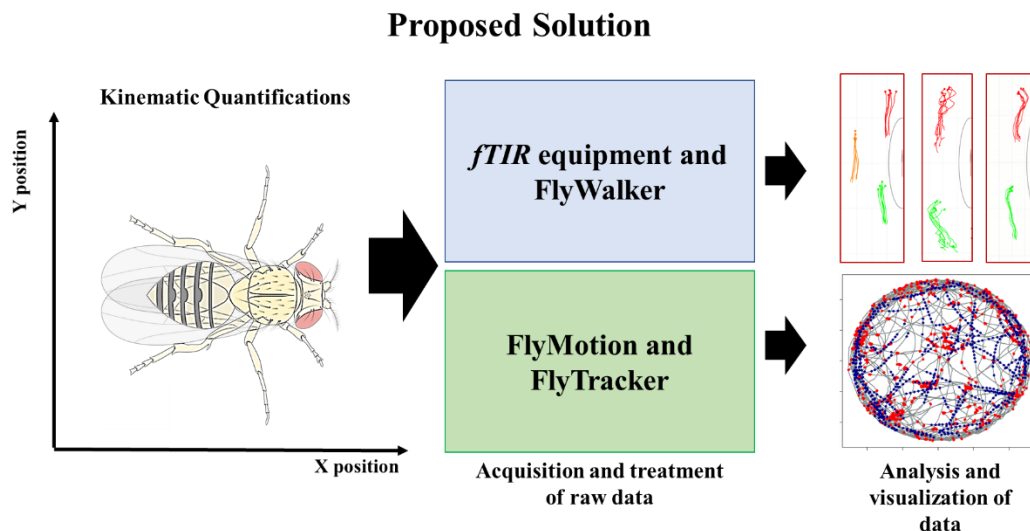 Proposed Solution
Kinematic Quantifications
Y position
X position
fTIR equipment and
FlyWalker
FlyMotion and
FlyTracker
Acquisition and treatment
of raw data
Analysis and
visualization of
data